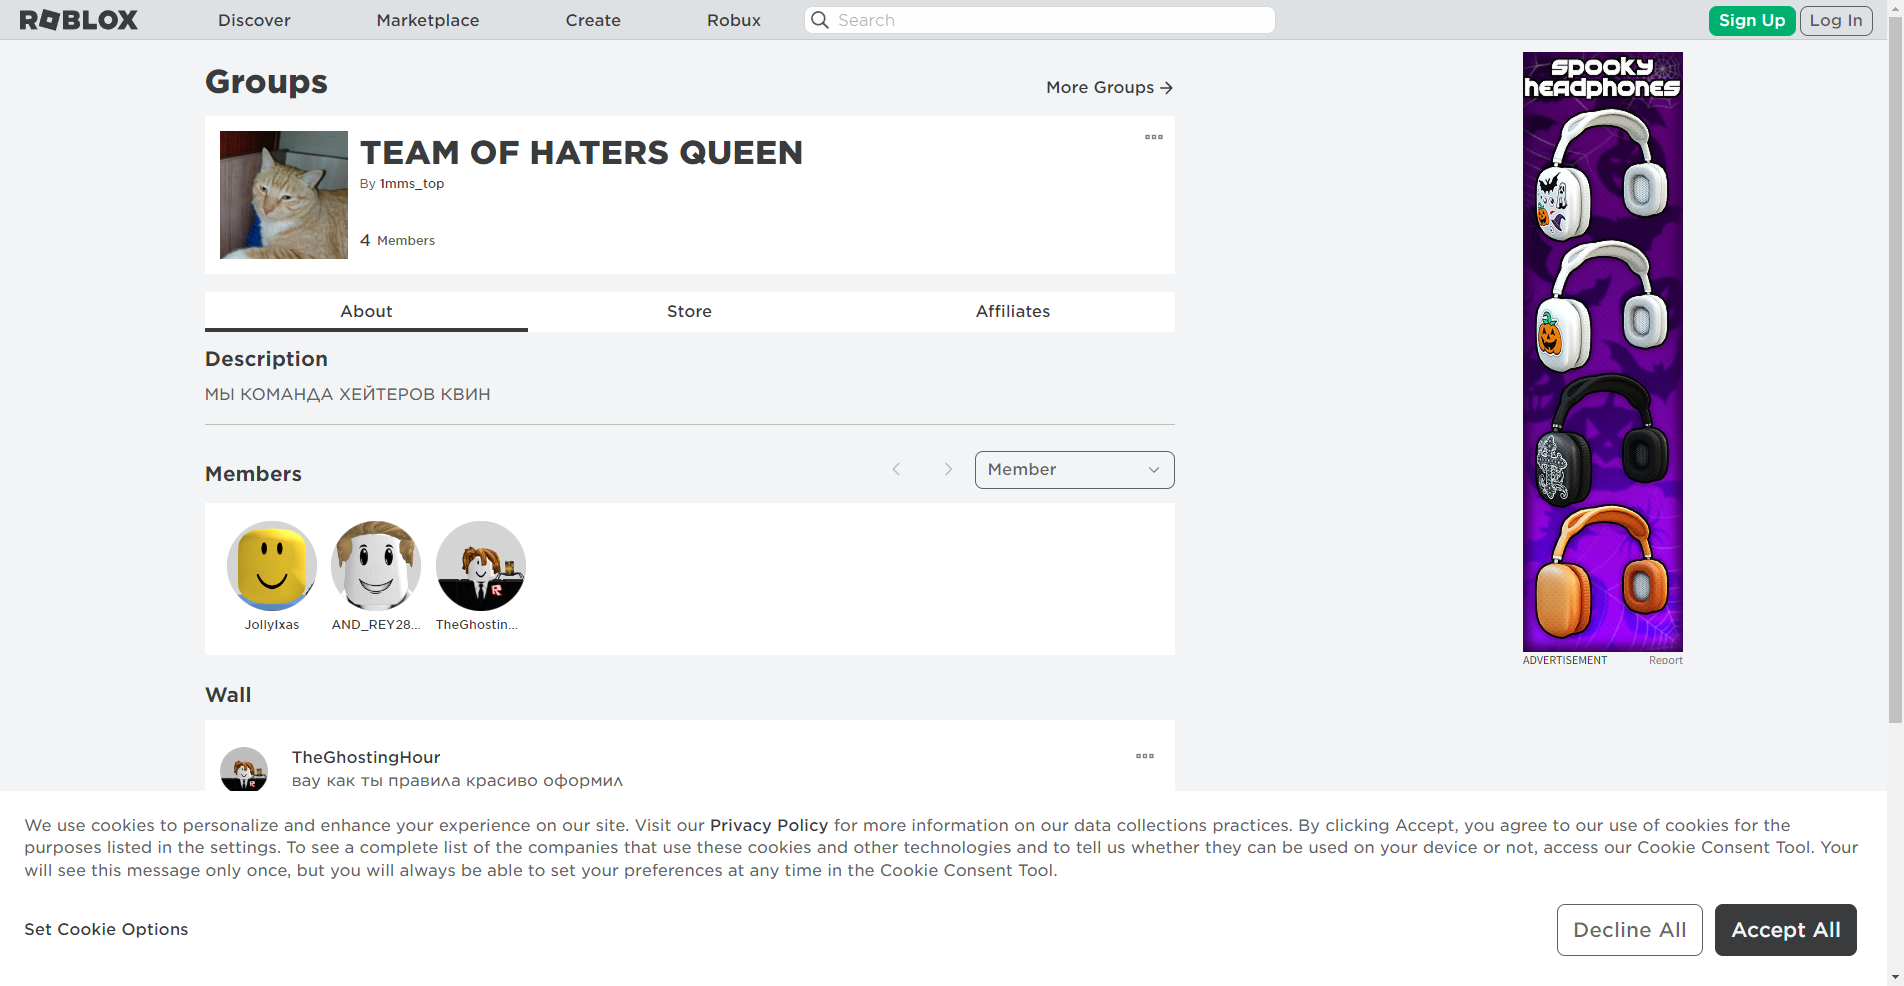 ROBLOX
Discover
Marketplace
Create
Robux
Search
Sign Up
Log In
Groups
More Groups
TEAM OF HATERS QUEEN
By 1mms_top
4 Members
About
Store
Affiliates
Description
МЫ КОМАНДА ХЕЙТЕРОВ КВИН
Members
Member
JollyIxas
AND_REY28...
TheGhostin...
Wall
TheGhostingHour
вау как ты правила красиво оформил
spooky
headphones
ADVERTISEMENT
Report
We use cookies to personalize and enhance your experience on our site. Visit our Privacy Policy for more information on our data collections practices. By clicking Accept, you agree to our use of cookies for the
purposes listed in the settings. To see a complete list of the companies that use these cookies and other technologies and to tell us whether they can be used on your device or not, access our Cookie Consent Tool. Your
will see this message only once, but you will always be able to set your preferences at any time in the Cookie Consent Tool.
Set Cookie Options
Decline All
Accept All